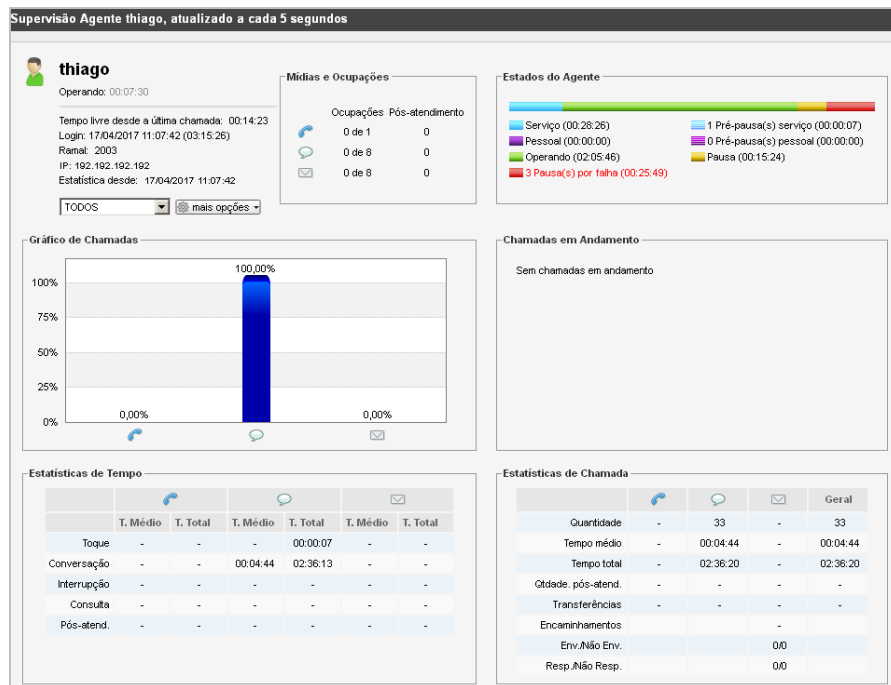 Supervisão Agente thiago, atualizado a cada 5 segundos
thiago
Operando: 00:07:30
Tempo livre desde a última chamada: 00:14:23
Login: 17/04/2017 11:07:42 (03:15:26)
Ramal: 2003
IP: 192.192.192.192
Estatística desde: 17/04/2017 11:07:42
TODOS mais opções
Mídias e Ocupações
Ocupações Pós-atendimento
0 de 1 0
0 de 8 0
0 de 8 0
Estados do Agente
Serviço (00:28:26) 1 Pré-pausa(s) serviço (00:00:07)
Pessoal (00:00:00) 0 Pré-pausa(s) pessoal (00:00:00)
Operando (02:05:46) Pausa (00:15:24)
3 Pausa(s) por falha (00:25:49)
Gráfico de Chamadas
100,00%
100%
75%
50%
25%
0,00% 0,00%
0%
Chamadas em Andamento
Sem chamadas em andamento
Estatísticas de Tempo
T. Médio T. Total T. Médio T. Total T. Médio T. Total
Toque - - - 00:00:07 - -
Conversação - - 00:04:44 02:36:13 - -
Interrupção - - - - - -
Consulta - - - - - -
Pós-atend. - - - - - -
Estatísticas de Chamada
Geral
Quantidade - 33 - 33
Tempo médio - 00:04:44 - 00:04:44
Tempo total - 02:36:20 - 02:36:20
Qtdade. pós-atend. - - - -
Transferências - - - -
Encaminhamentos -
Env./Não Env. 0/0
Resp./Não Resp. 0/0